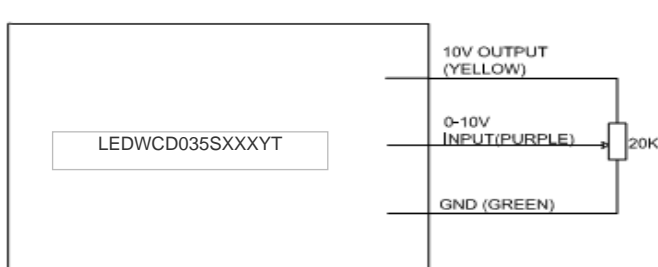 10V OUTPUT
(YELLOW)
LEDWCD035SXXXYT
0-10V
INPUT(PURPLE)
20K
GND (GREEN)